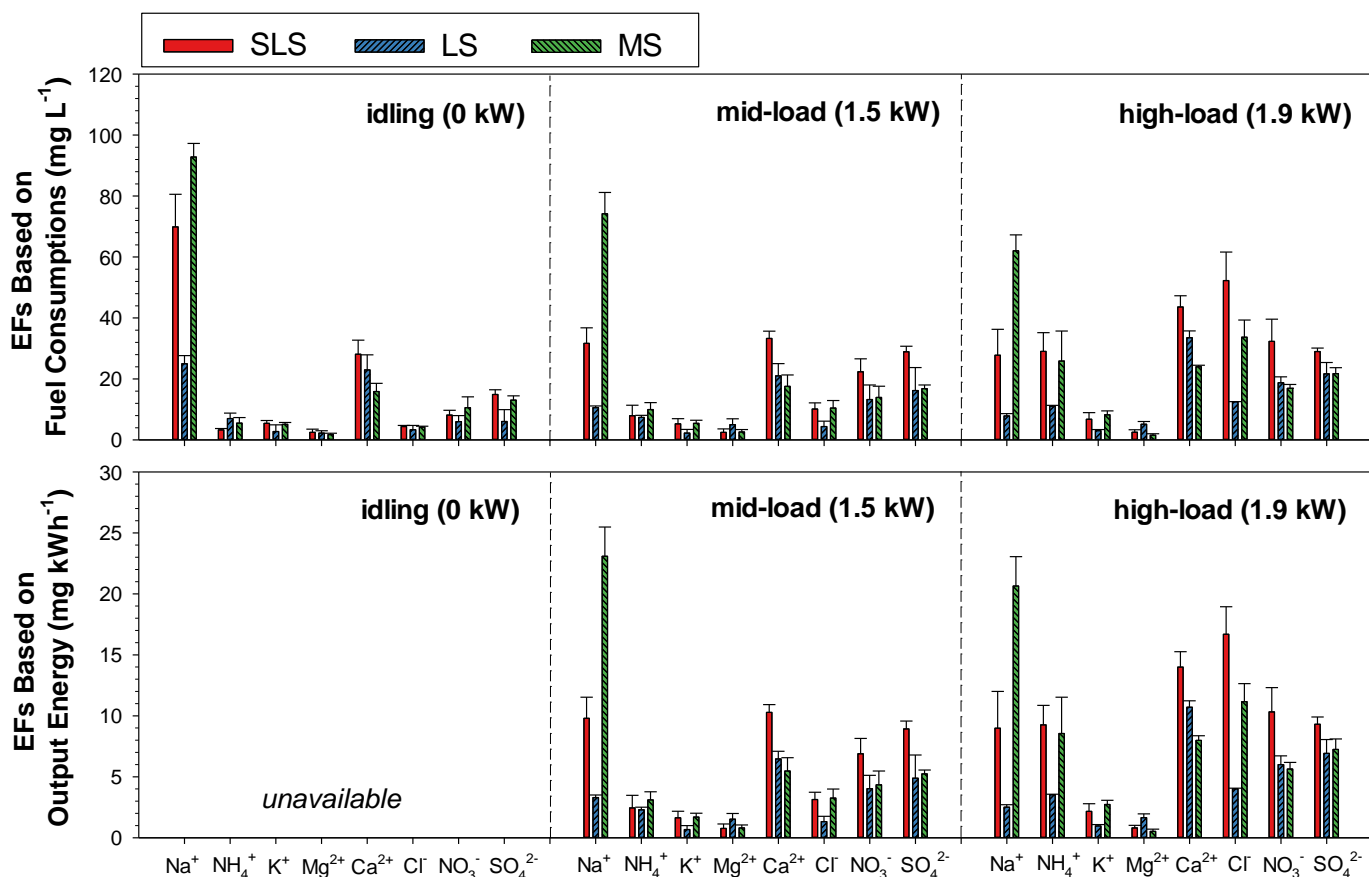 SLS LS MS
EFs Based on
Fuel Consumptions (mg L⁻¹)
120
100
80
60
40
20
0
idling (0 kW) mid-load (1.5 kW) high-load (1.9 kW)
EFs Based on
Output Energy (mg kWh⁻¹)
30
25
20
15
10
5
0
idling (0 kW) mid-load (1.5 kW) high-load (1.9 kW)
unavailable
Na⁺ NH₄⁺ K⁺ Mg²⁺ Ca²⁺ Cl⁻ NO₃⁻ SO₄²⁻ Na⁺ NH₄⁺ K⁺ Mg²⁺ Ca²⁺ Cl⁻ NO₃⁻ SO₄²⁻ Na⁺ NH₄⁺ K⁺ Mg²⁺ Ca²⁺ Cl⁻ NO₃⁻ SO₄²⁻